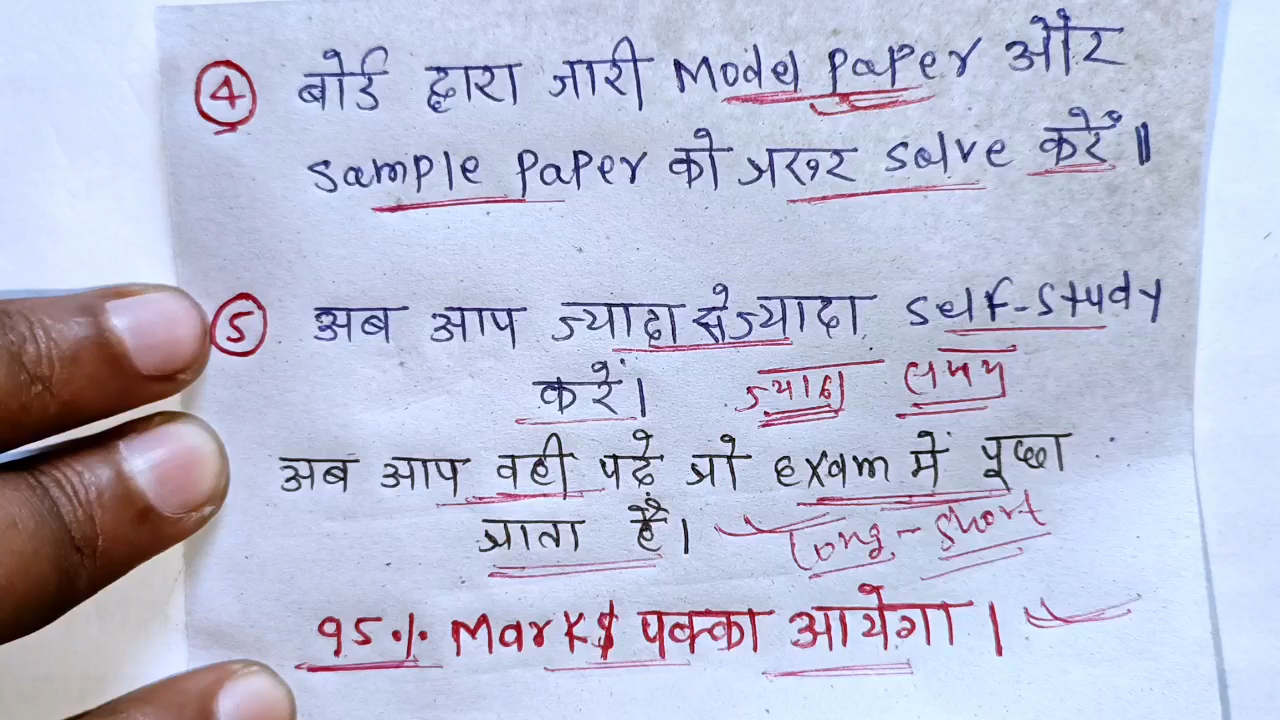 ④ बोर्ड द्वारा जारी Model Paper और
Sample Paper को जरूर solve करें॥
⑤ अब आप ज्यादा से ज्यादा Self-Study
करें। ज्यादा समय
अब आप वही पढे जो exam में पूछा
जाता हैं। Long-Short
95% Marks पक्का आयेगा।